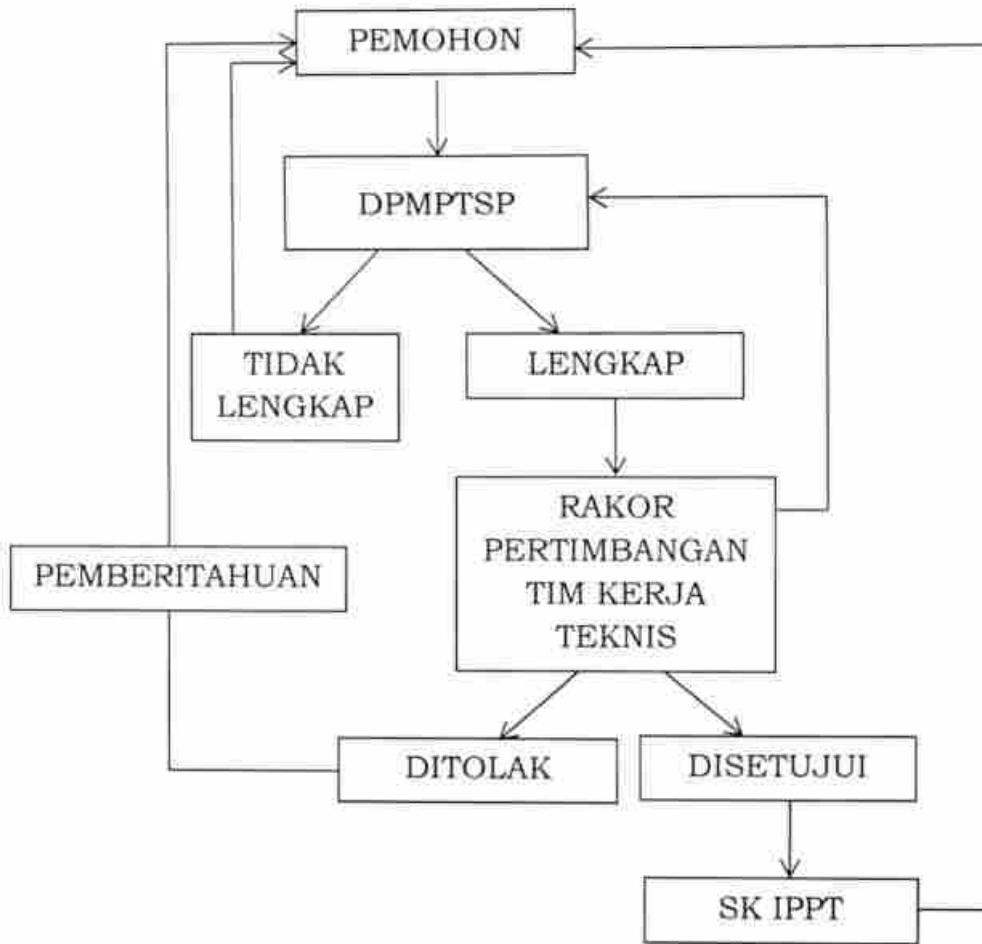 PEMOHON
DPMPTSP
TIDAK
LENGKAP
LENGKAP
RAKOR
PERTIMBANGAN
TIM KERJA
TEKNIS
PEMBERITAHUAN
DITOLAK
DISETUJUI
SK IPPT